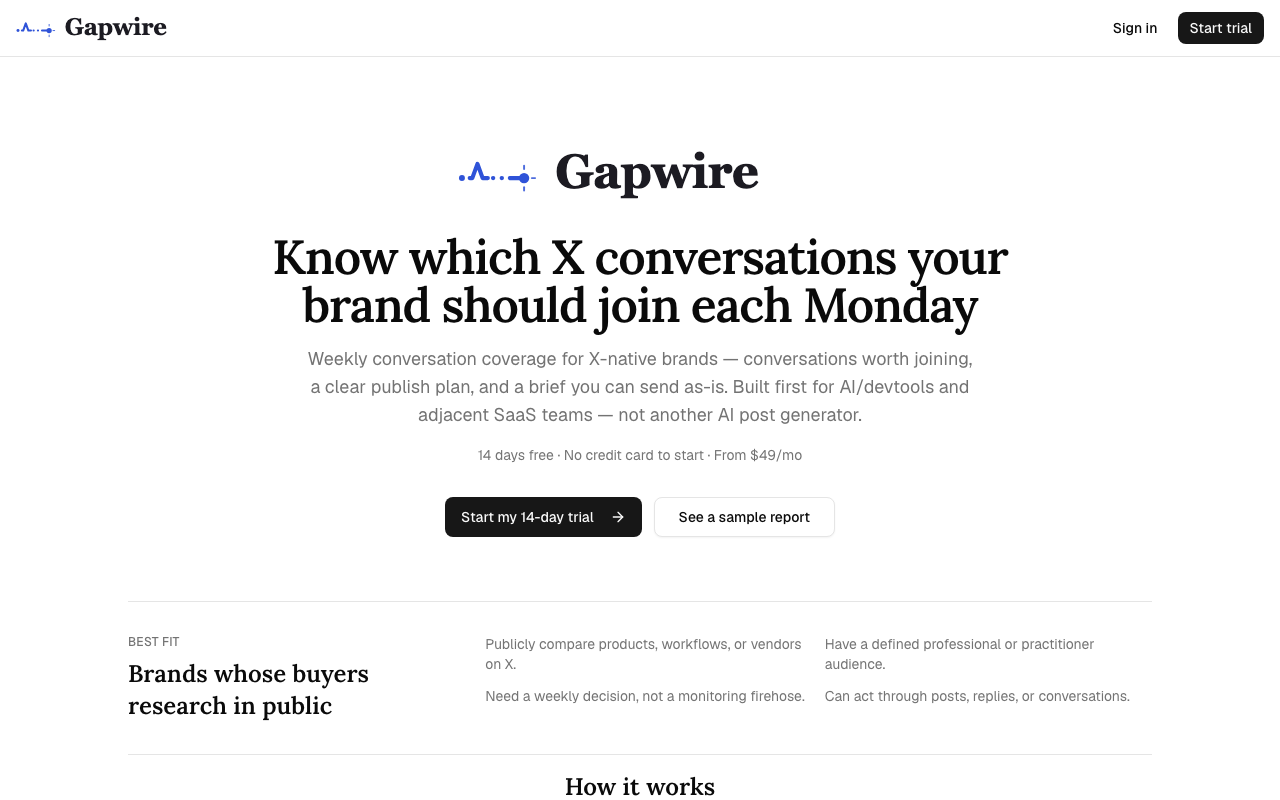 Gapwire
Sign in
Start trial
Gapwire
Know which X conversations your
brand should join each Monday
Weekly conversation coverage for X-native brands — conversations worth joining,
a clear publish plan, and a brief you can send as-is. Built first for AI/devtools and
adjacent SaaS teams — not another AI post generator.
14 days free · No credit card to start · From $49/mo
Start my 14-day trial →
See a sample report
BEST FIT
Brands whose buyers
research in public
Publicly compare products, workflows, or vendors
on X.
Have a defined professional or practitioner
audience.
Need a weekly decision, not a monitoring firehose.
Can act through posts, replies, or conversations.
How it works